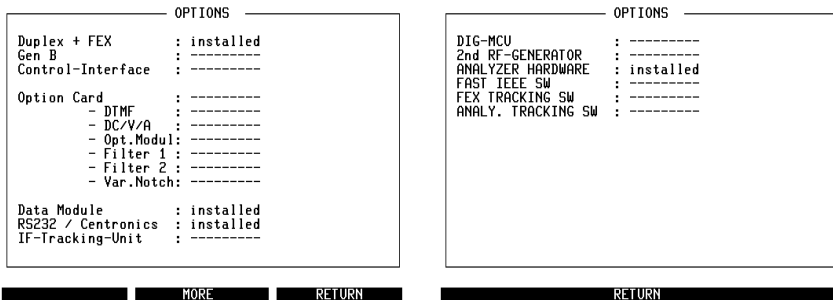 OPTIONS
Duplex + FEX : installed
Gen B : ---------
Control-Interface : ---------
Option Card : ---------
- DTMF : ---------
- DC/V/A : ---------
- Opt.Modul: ---------
- Filter 1 : ---------
- Filter 2 : ---------
- Var.Notch: ---------
Data Module : installed
RS232 / Centronics : installed
IF-Tracking-Unit : ---------
MORE RETURN
OPTIONS
DIG-MCU : ---------
2nd RF-GENERATOR : ---------
ANALYZER HARDWARE : installed
FAST IEEE SW : ---------
FEX TRACKING SW : ---------
ANALY. TRACKING SW : ---------
RETURN